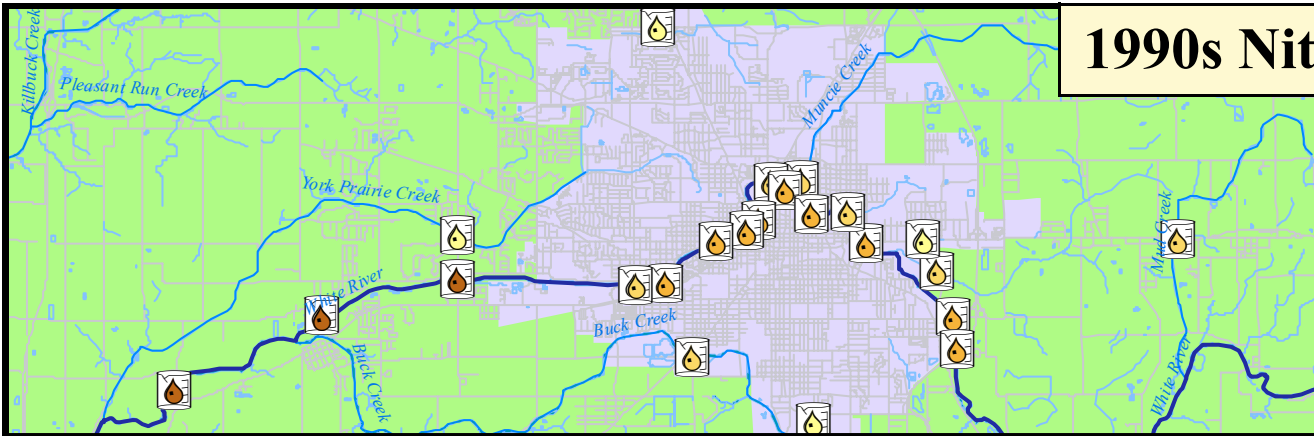 1990s Nit
Killbuck Creek
Pleasant Run Creek
Muncie Creek
York Prairie Creek
White River
Buck Creek
Buck Creek
Mud Creek
White River